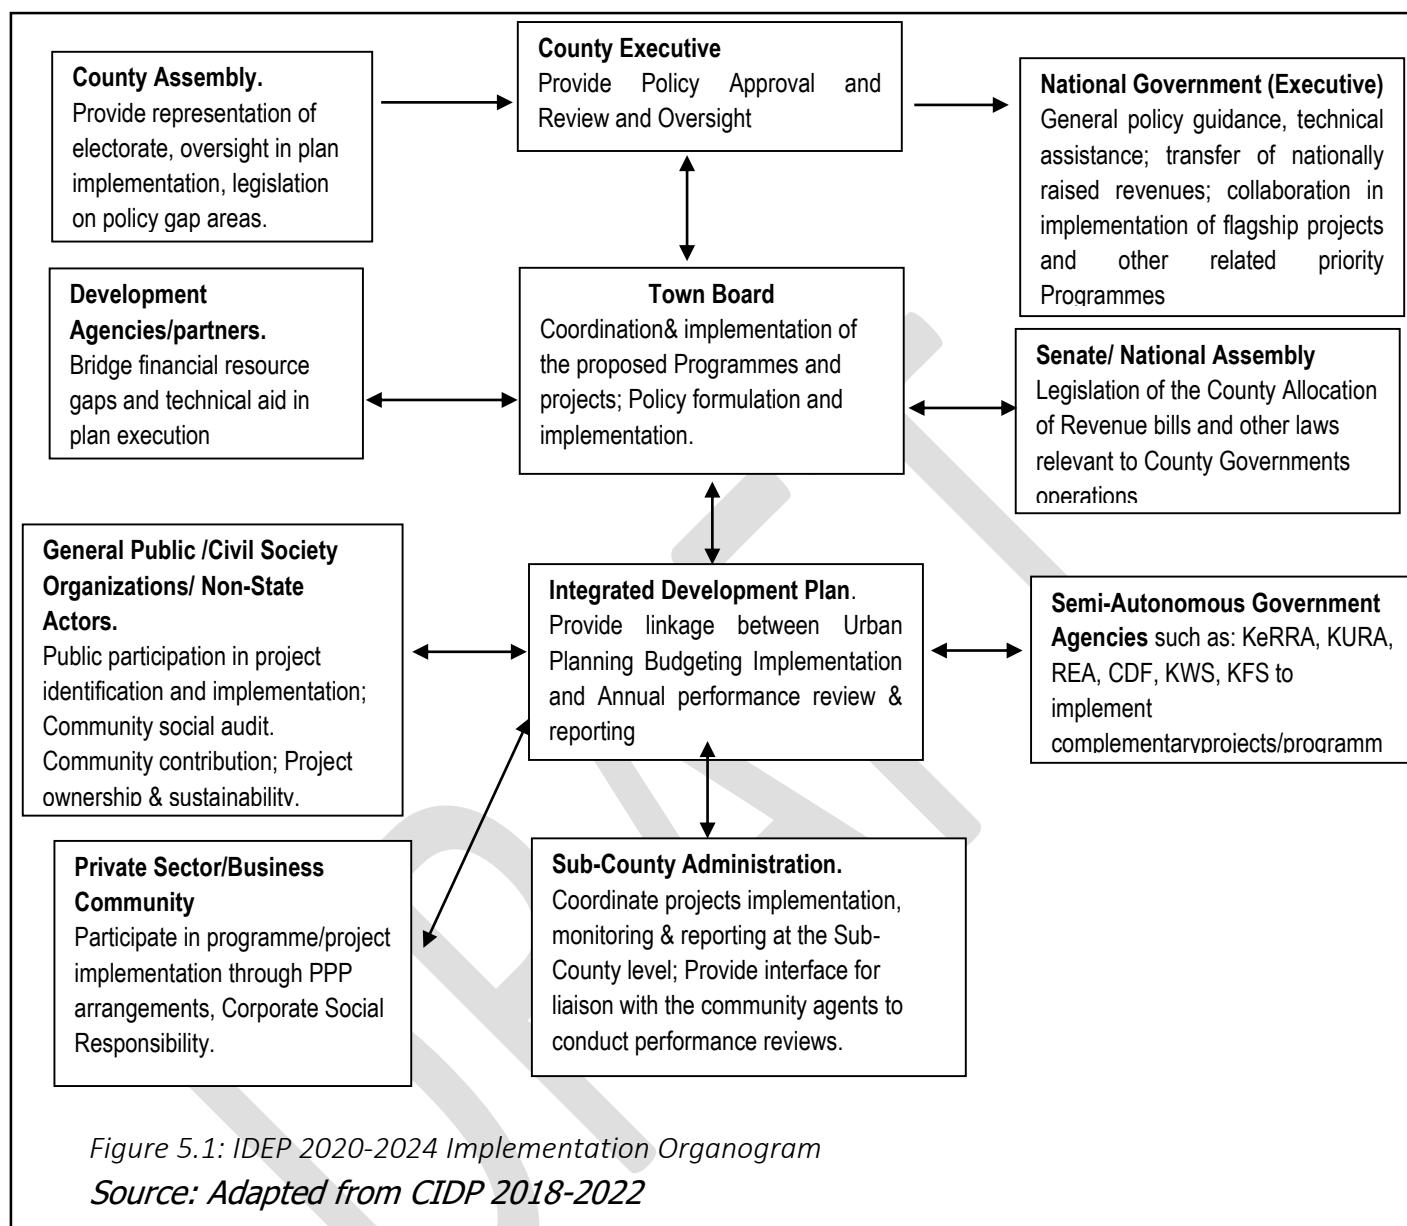 County Assembly.
Provide representation of
electorate, oversight in plan
implementation, legislation
on policy gap areas.
County Executive
Provide Policy Approval and
Review and Oversight
National Government (Executive)
General policy guidance, technical
assistance; transfer of nationally
raised revenues; collaboration in
implementation of flagship projects
and other related priority
Programmes
Development
Agencies/partners.
Bridge financial resource
gaps and technical aid in
plan execution
Town Board
Coordination& implementation of
the proposed Programmes and
projects; Policy formulation and
implementation.
Senate/ National Assembly
Legislation of the County Allocation
of Revenue bills and other laws
relevant to County Governments
operations
General Public /Civil Society
Organizations/ Non-State
Actors.
Public participation in project
identification and implementation;
Community social audit.
Community contribution; Project
ownership & sustainability.
Integrated Development Plan.
Provide linkage between Urban
Planning Budgeting Implementation
and Annual performance review &
reporting
Semi-Autonomous Government
Agencies such as: KeRRA, KURA,
REA, CDF, KWS, KFS to
implement
complementaryprojects/programm
Private Sector/Business
Community
Participate in programme/project
implementation through PPP
arrangements, Corporate Social
Responsibility.
Sub-County Administration.
Coordinate projects implementation,
monitoring & reporting at the Sub-
County level; Provide interface for
liaison with the community agents to
conduct performance reviews.
DRAFT
Figure 5.1: IDEP 2020-2024 Implementation Organogram
Source: Adapted from CIDP 2018-2022